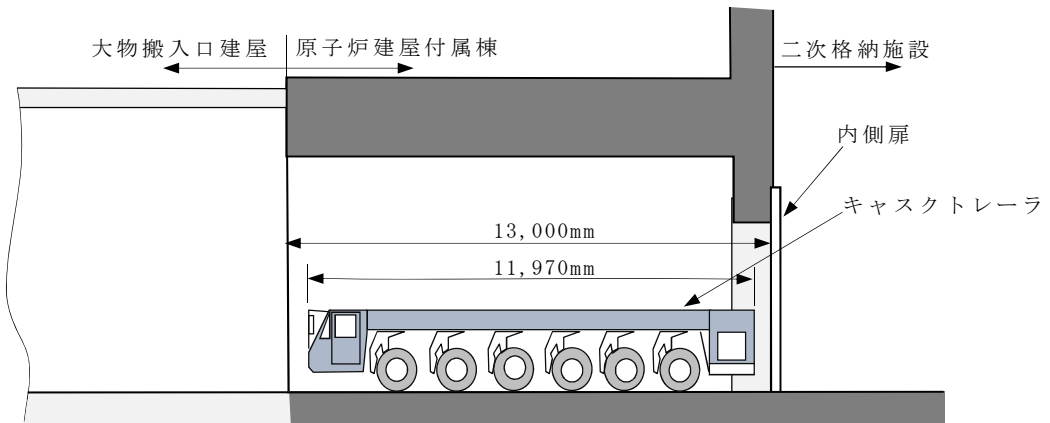 大物搬入口建屋
原子炉建屋付属棟
二次格納施設
内側扉
キャスクトレーラ
13,000mm
11,970mm